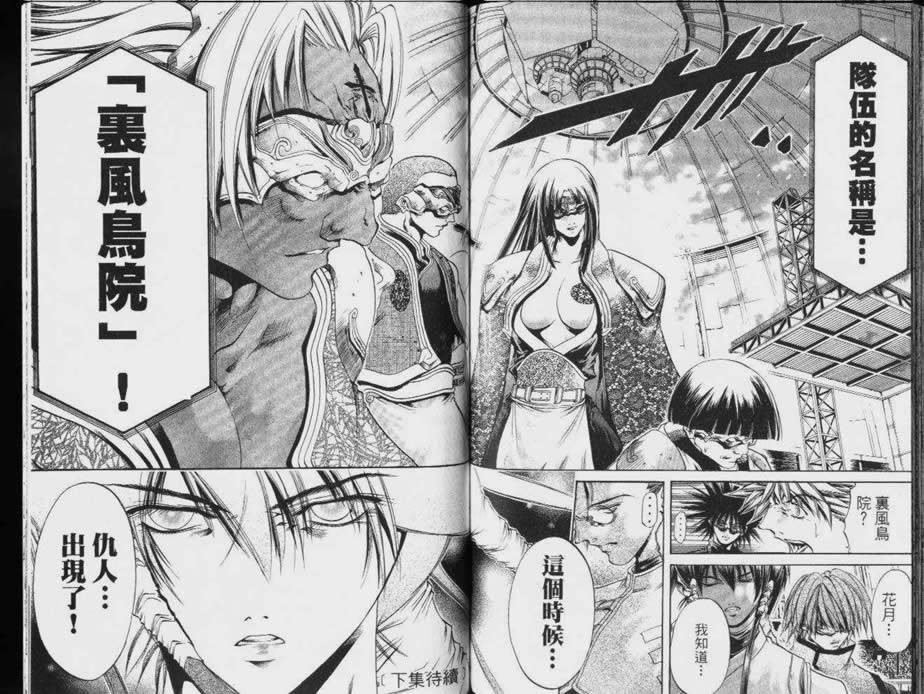 隊伍的名稱是…
「裏風鳥院」！
裏風鳥
院？
…
……
花月…
我知道…
這個時候…
仇人…
出現了！
下集待續